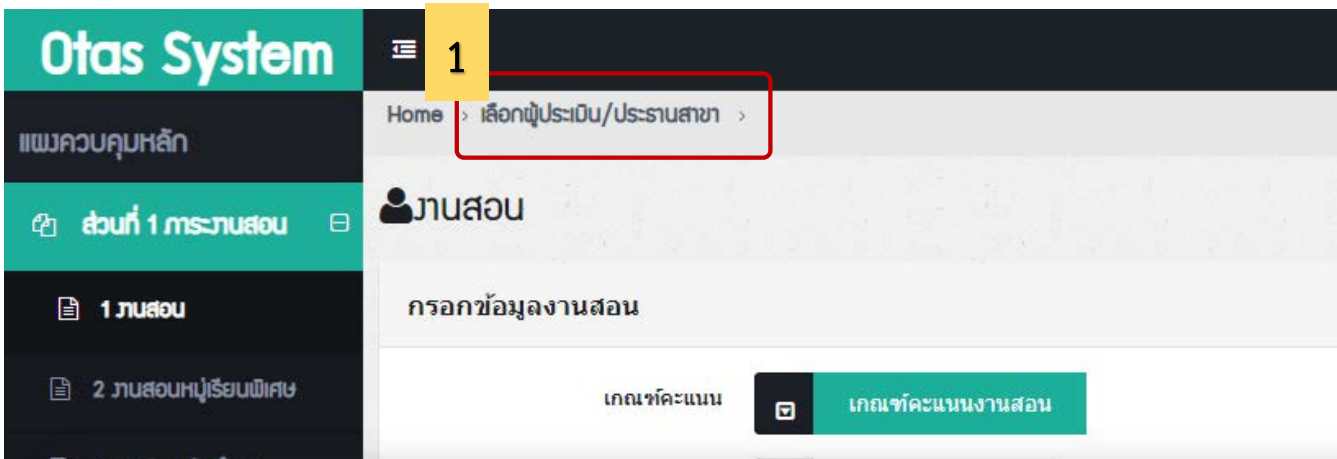 Otas System
1
Home > เลือกผู้ประเมิน/ประธานสาขา >
แผงควบคุมหลัก
งานสอน
ส่วนที่ 1 ภาระงานสอน
กรอกข้อมูลงานสอน
1 งานสอน
2 งานสอนหมู่เรียนพิเศษ
เกณฑ์คะแนน
เกณฑ์คะแนนงานสอน